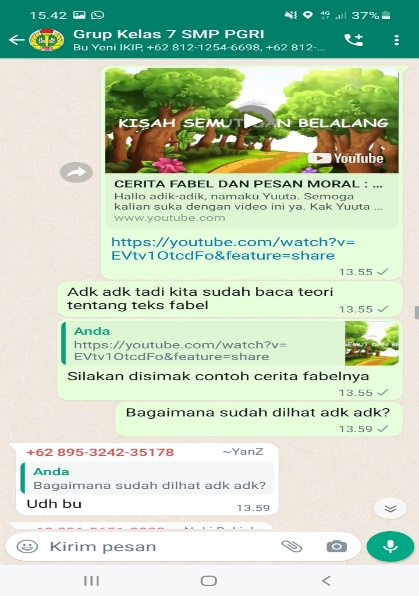 15.42 4G 37%
Grup Kelas 7 SMP PGRI
Bu Yeni IKIP, +62 812-1254-6698, +62 812-...
KISAH SEMUT DAN BELALANG
YouTube
CERITA FABEL DAN PESAN MORAL : ...
Hallo adik-adik, namaku Yuuta. Semoga
kalian suka dengan video ini ya. Kak Yuuta ...
www.youtube.com
https://youtube.com/watch?v=
EVtv1OtcdFo&feature=share
13.55
Adk adk tadi kita sudah baca teori
tentang teks fabel
13.55
Anda
https://youtube.com/watch?v=
EVtv1OtcdFo&feature=share
Silakan disimak contoh cerita fabelnya
13.55
Bagaimana sudah dilhat adk adk?
13.59
+62 895-3242-35178 ~YanZ
Anda
Bagaimana sudah dilhat adk adk?
Udh bu
13.59
Kirim pesan